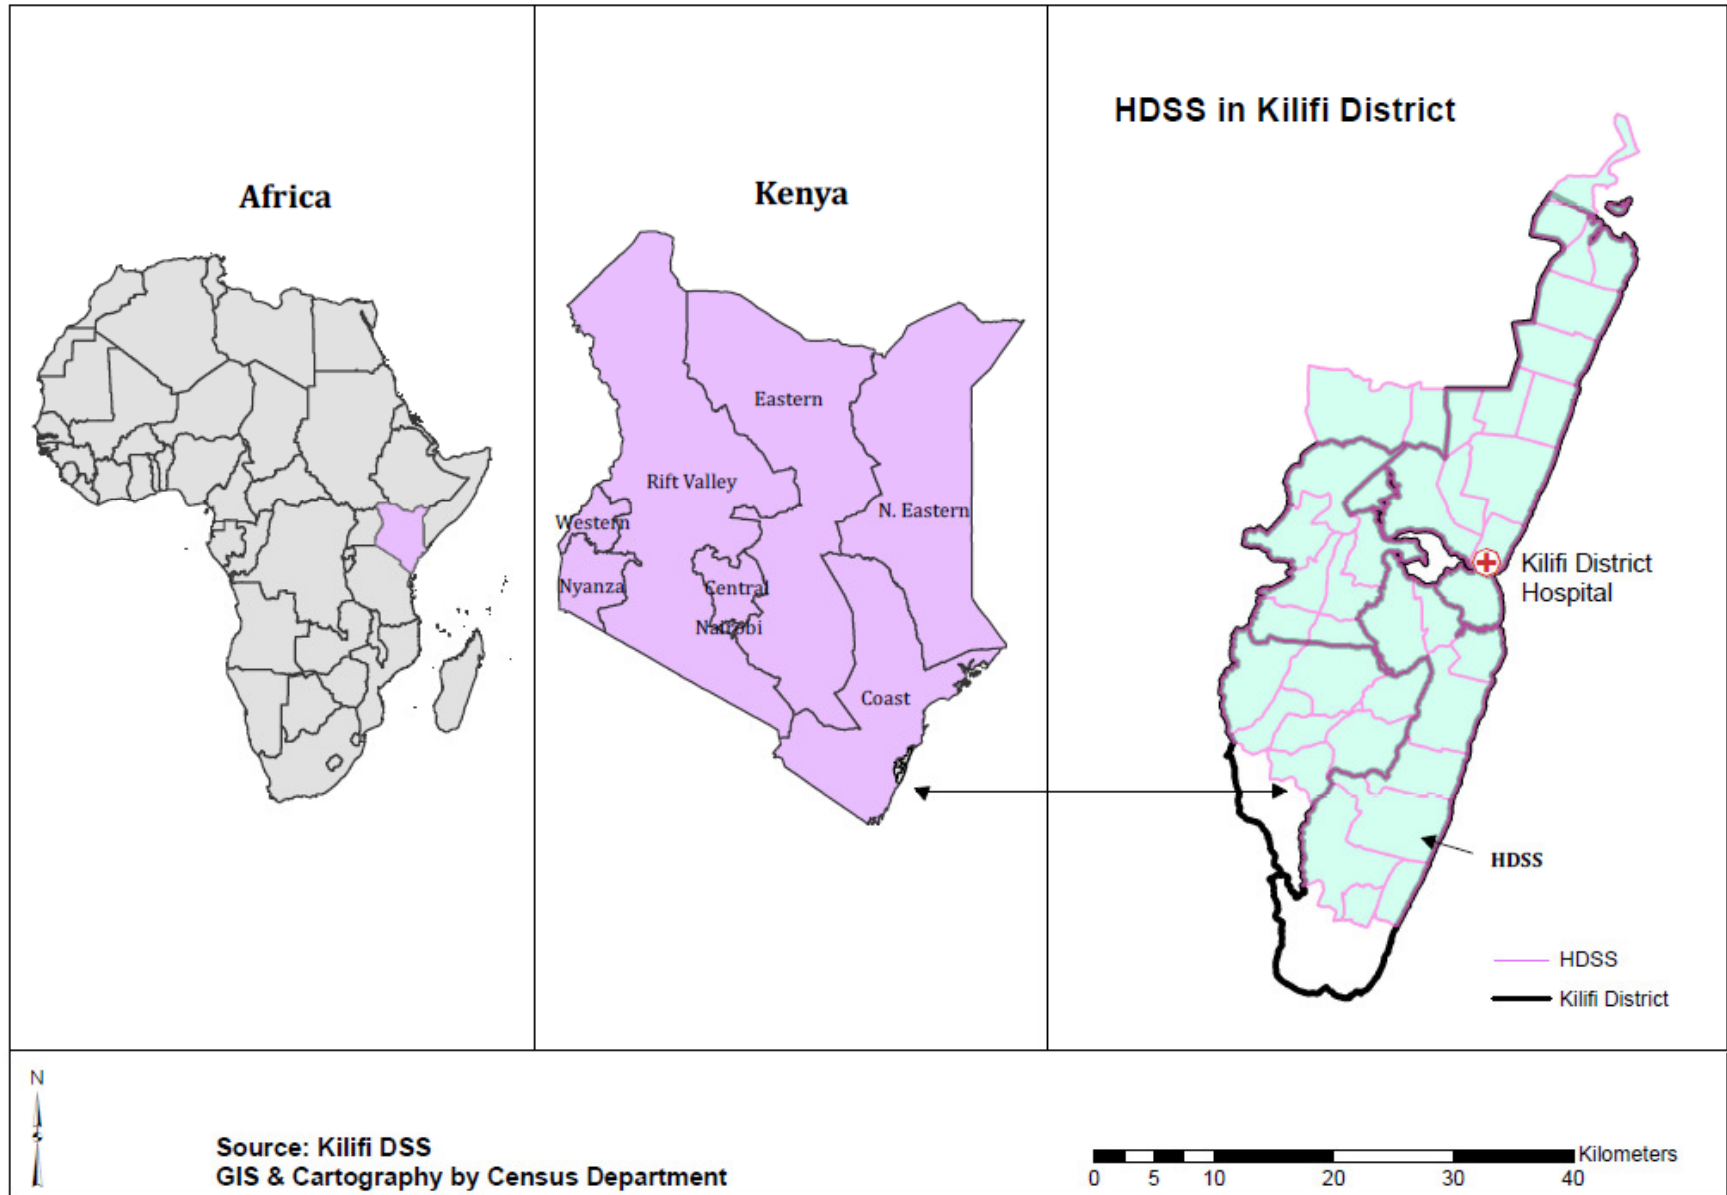 Africa
Kenya
Eastern
Rift Valley
N. Eastern
Western
Nyanza
Central
Nairobi
Coast
HDSS in Kilifi District
Kilifi District
Hospital
HDSS
HDSS
Kilifi District
N
Source: Kilifi DSS
GIS & Cartography by Census Department
Kilometers
0 5 10 20 30 40